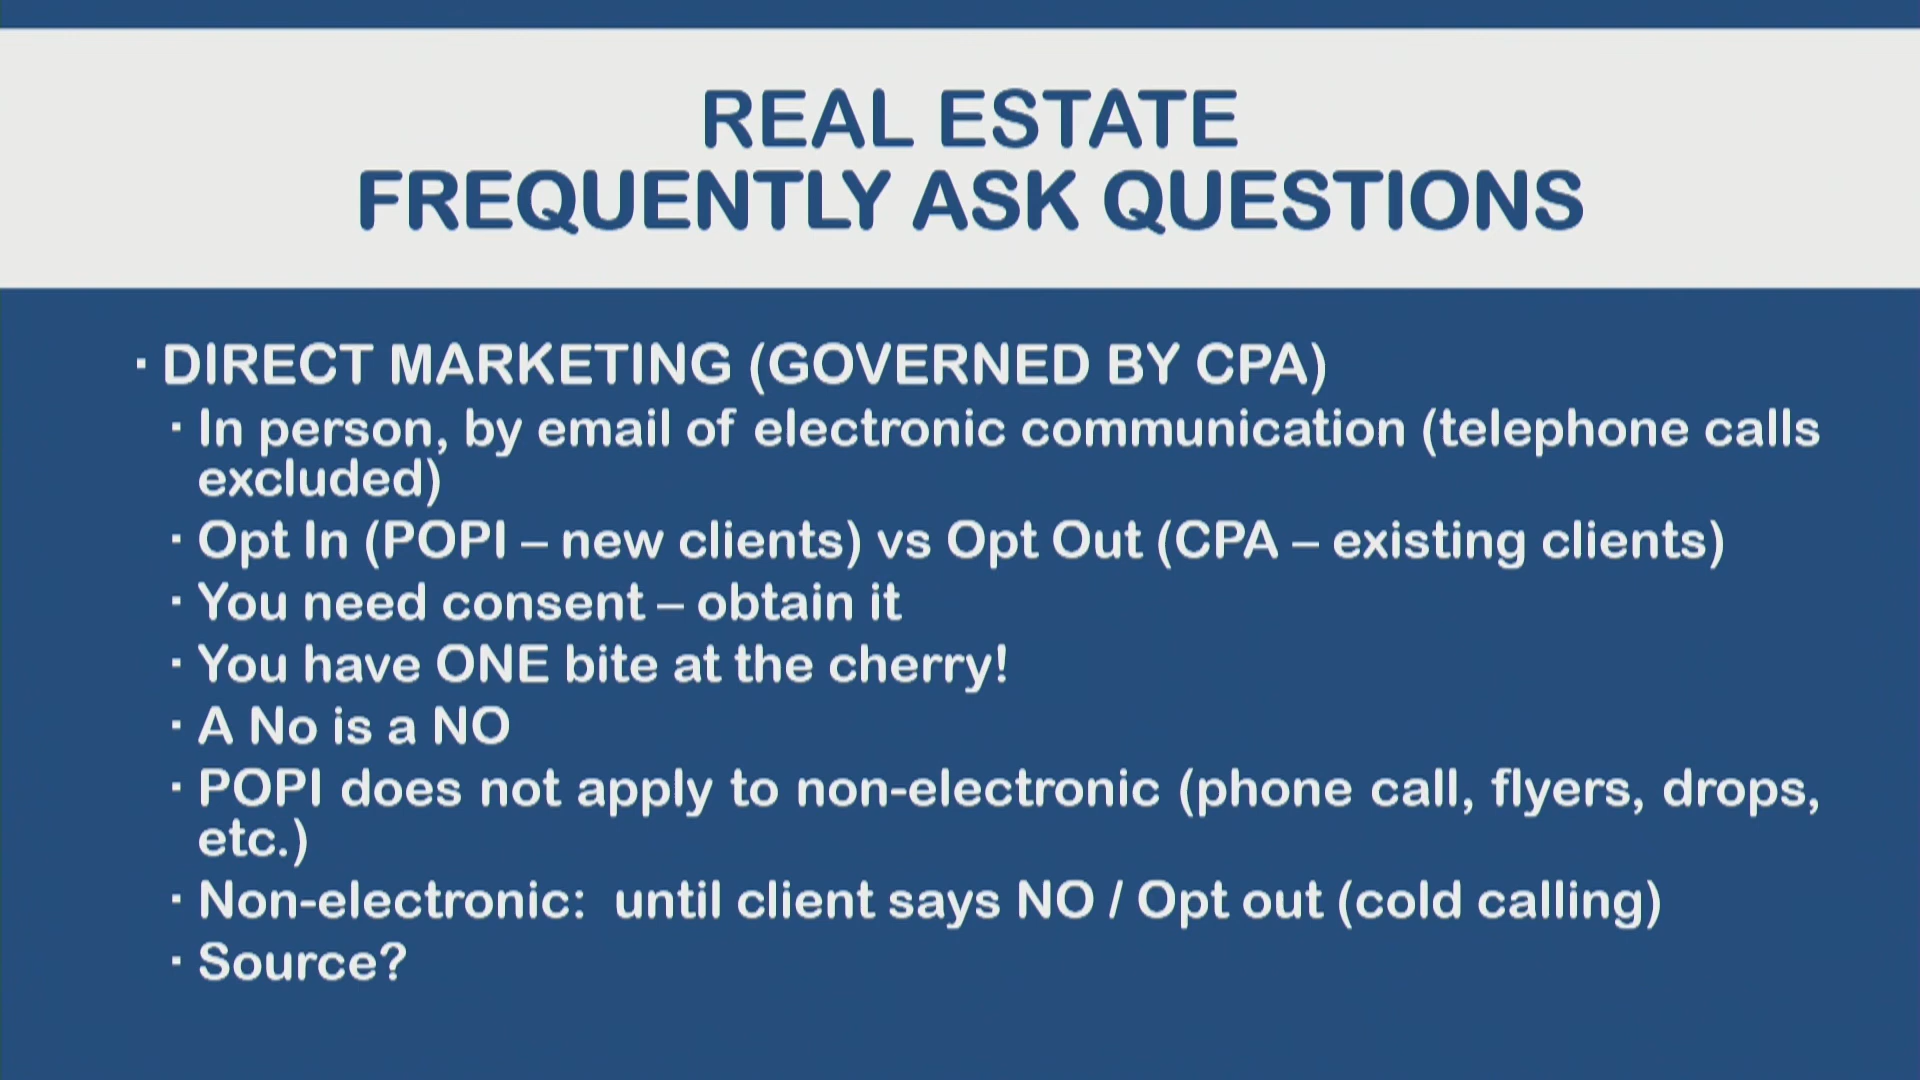 REAL ESTATE
FREQUENTLY ASK QUESTIONS
· DIRECT MARKETING (GOVERNED BY CPA)
· In person, by email of electronic communication (telephone calls
excluded)
· Opt In (POPI – new clients) vs Opt Out (CPA – existing clients)
· You need consent – obtain it
· You have ONE bite at the cherry!
· A No is a NO
· POPI does not apply to non-electronic (phone call, flyers, drops,
etc.)
· Non-electronic:  until client says NO / Opt out (cold calling)
· Source?